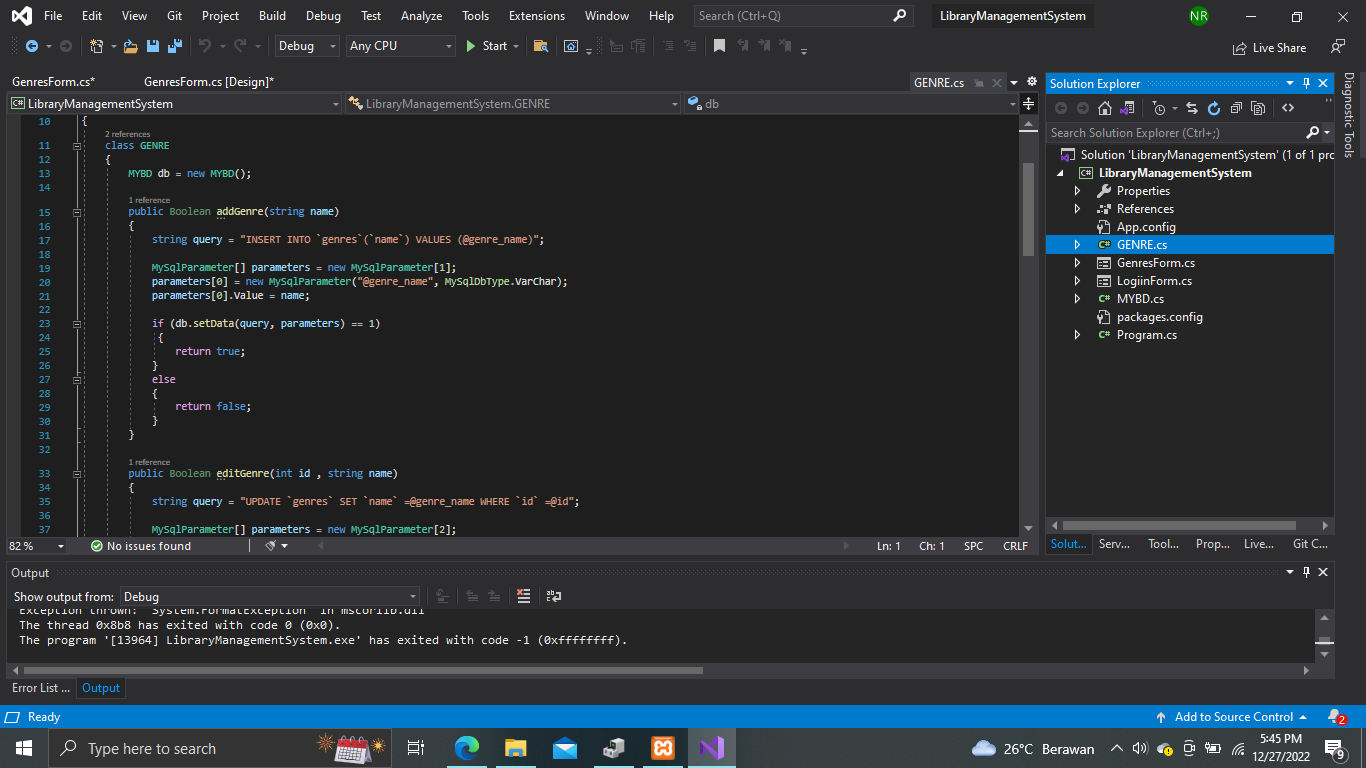 File Edit View Git Project Build Debug Test Analyze Tools Extensions Window Help Search (Ctrl+Q) LibraryManagementSystem NR
Debug Any CPU Start Live Share
GenresForm.cs* GenresForm.cs [Design]* GENRE.cs
LibraryManagementSystem LibraryManagementSystem.GENRE db
10 {
2 references
11 class GENRE
12 {
13 MYBD db = new MYBD();
14
1 reference
15 public Boolean addGenre(string name)
16 {
17 string query = "INSERT INTO `genres`(`name`) VALUES (@genre_name)";
18
19 MySqlParameter[] parameters = new MySqlParameter[1];
20 parameters[0] = new MySqlParameter("@genre_name", MySqlDbType.VarChar);
21 parameters[0].Value = name;
22
23 if (db.setData(query, parameters) == 1)
24 {
25 return true;
26 }
27 else
28 {
29 return false;
30 }
31 }
32
1 reference
33 public Boolean editGenre(int id , string name)
34 {
35 string query = "UPDATE `genres` SET `name` =@genre_name WHERE `id` =@id";
36
37 MySqlParameter[] parameters = new MySqlParameter[2];
82 % No issues found Ln: 1 Ch: 1 SPC CRLF
Solution Explorer
Search Solution Explorer (Ctrl+;)
Solution 'LibraryManagementSystem' (1 of 1 pro
LibraryManagementSystem
Properties
References
App.config
GENRE.cs
GenresForm.cs
LogiinForm.cs
MYBD.cs
packages.config
Program.cs
Solut... Serv... Tool... Prop... Live... Git C...
Diagnostic Tools
Output
Show output from: Debug
Exception thrown: 'System.FormatException' in mscorlib.dll
The thread 0x8b8 has exited with code 0 (0x0).
The program '[13964] LibraryManagementSystem.exe' has exited with code -1 (0xffffffff).
Error List ... Output
Ready Add to Source Control 2
Type here to search 26°C Berawan 5:45 PM
12/27/2022 9